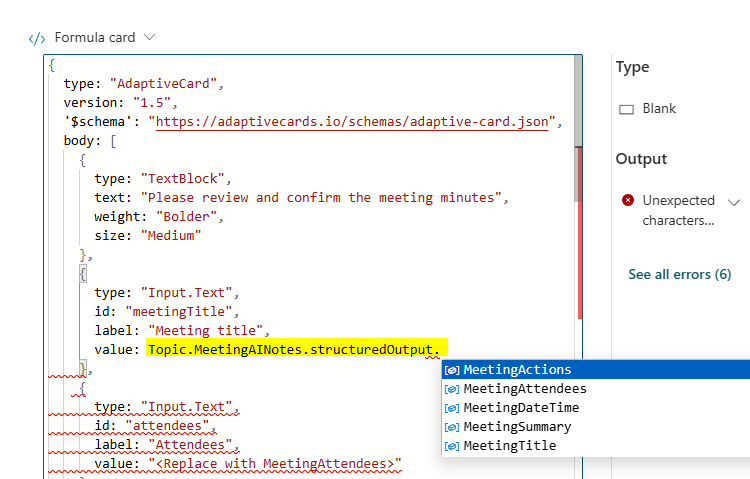 </> Formula card
{
type: "AdaptiveCard",
version: "1.5",
'$schema': "https://adaptivecards.io/schemas/adaptive-card.json",
body: [
{
type: "TextBlock",
text: "Please review and confirm the meeting minutes",
weight: "Bolder",
size: "Medium"
},
{
type: "Input.Text",
id: "meetingTitle",
label: "Meeting title",
value: Topic.MeetingAINotes.structuredOutput.
},
{
type: "Input.Text",
id: "attendees",
label: "Attendees",
value: "<Replace with MeetingAttendees>"
MeetingActions
MeetingAttendees
MeetingDateTime
MeetingSummary
MeetingTitle
Type
Blank
Output
Unexpected
characters...
See all errors (6)